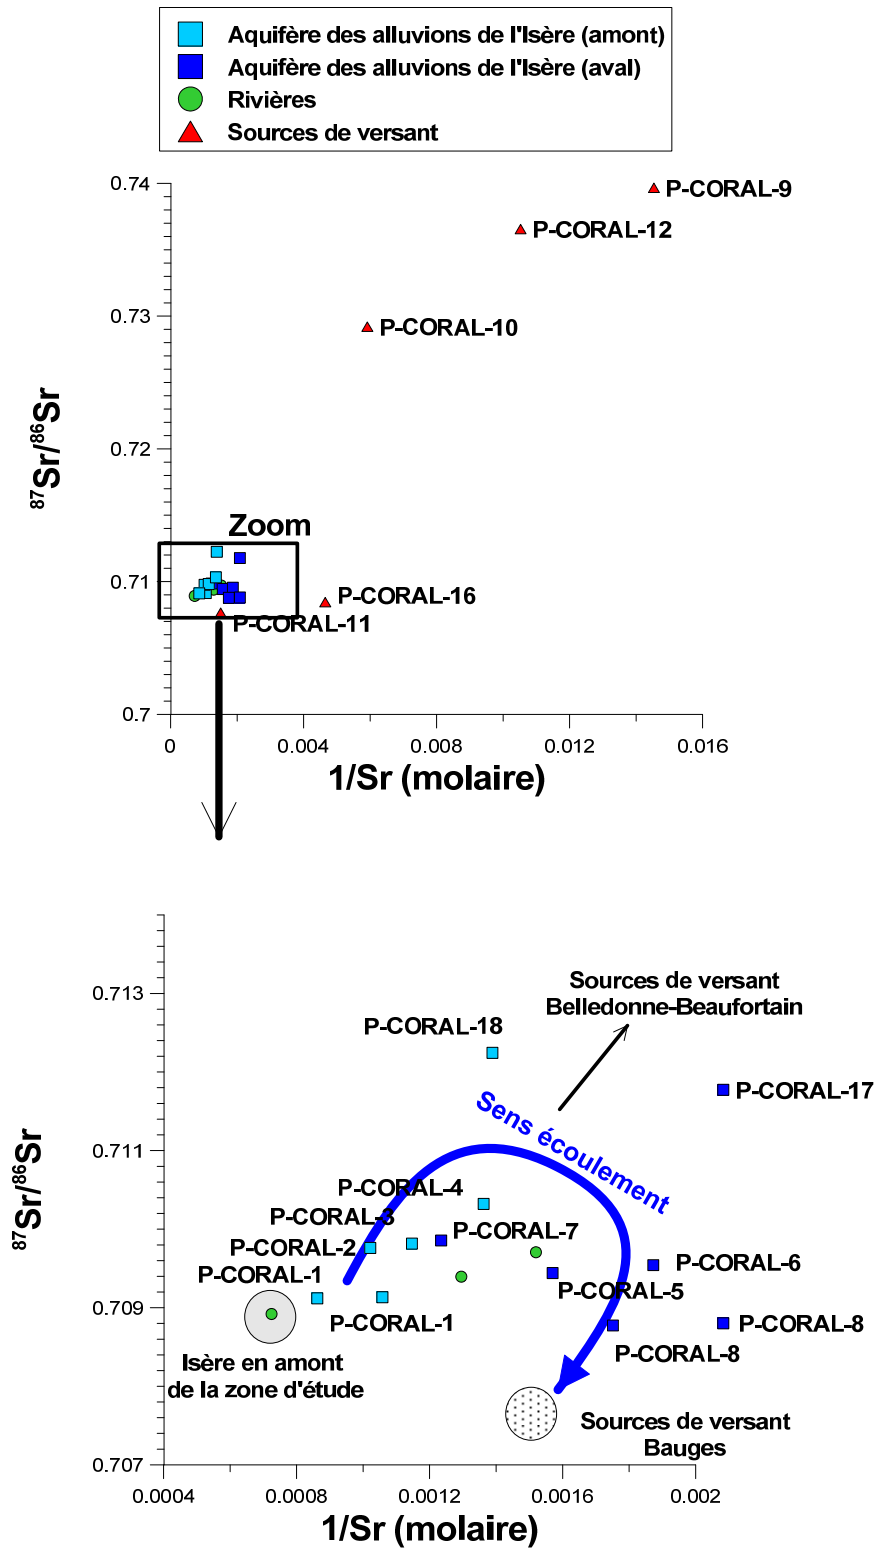 Aquifère des alluvions de l'Isère (amont)
Aquifère des alluvions de l'Isère (aval)
Rivières
Sources de versant
0.74
P-CORAL-9
P-CORAL-12
0.73
P-CORAL-10
87Sr/86Sr
0.72
Zoom
0.71
P-CORAL-16
P-CORAL-11
0.7
0
0.004
0.008
0.012
0.016
1/Sr (molaire)
Sources de versant
Belledonne-Beaufortain
0.713
P-CORAL-18
P-CORAL-17
Sens écoulement
0.711
87Sr/86Sr
P-CORAL-4
P-CORAL-3
P-CORAL-7
P-CORAL-2
P-CORAL-6
P-CORAL-1
P-CORAL-5
0.709
P-CORAL-1
P-CORAL-8
P-CORAL-8
Isère en amont
de la zone d'étude
Sources de versant
Bauges
0.707
0.0004
0.0008
0.0012
0.0016
0.002
1/Sr (molaire)